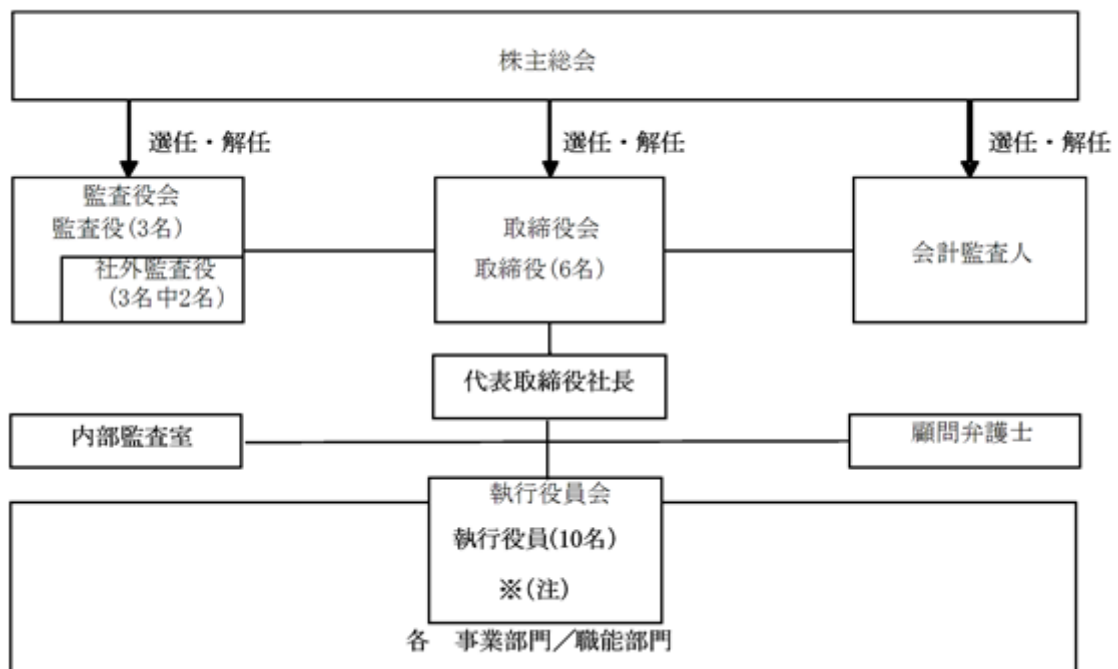 株主総会
選任・解任
選任・解任
選任・解任
監査役会
監査役(3名)
社外監査役
(3名中2名)
取締役会
取締役(6名)
会計監査人
代表取締役社長
内部監査室
顧問弁護士
執行役員会
執行役員(10名)
※(注)
各　事業部門／職能部門